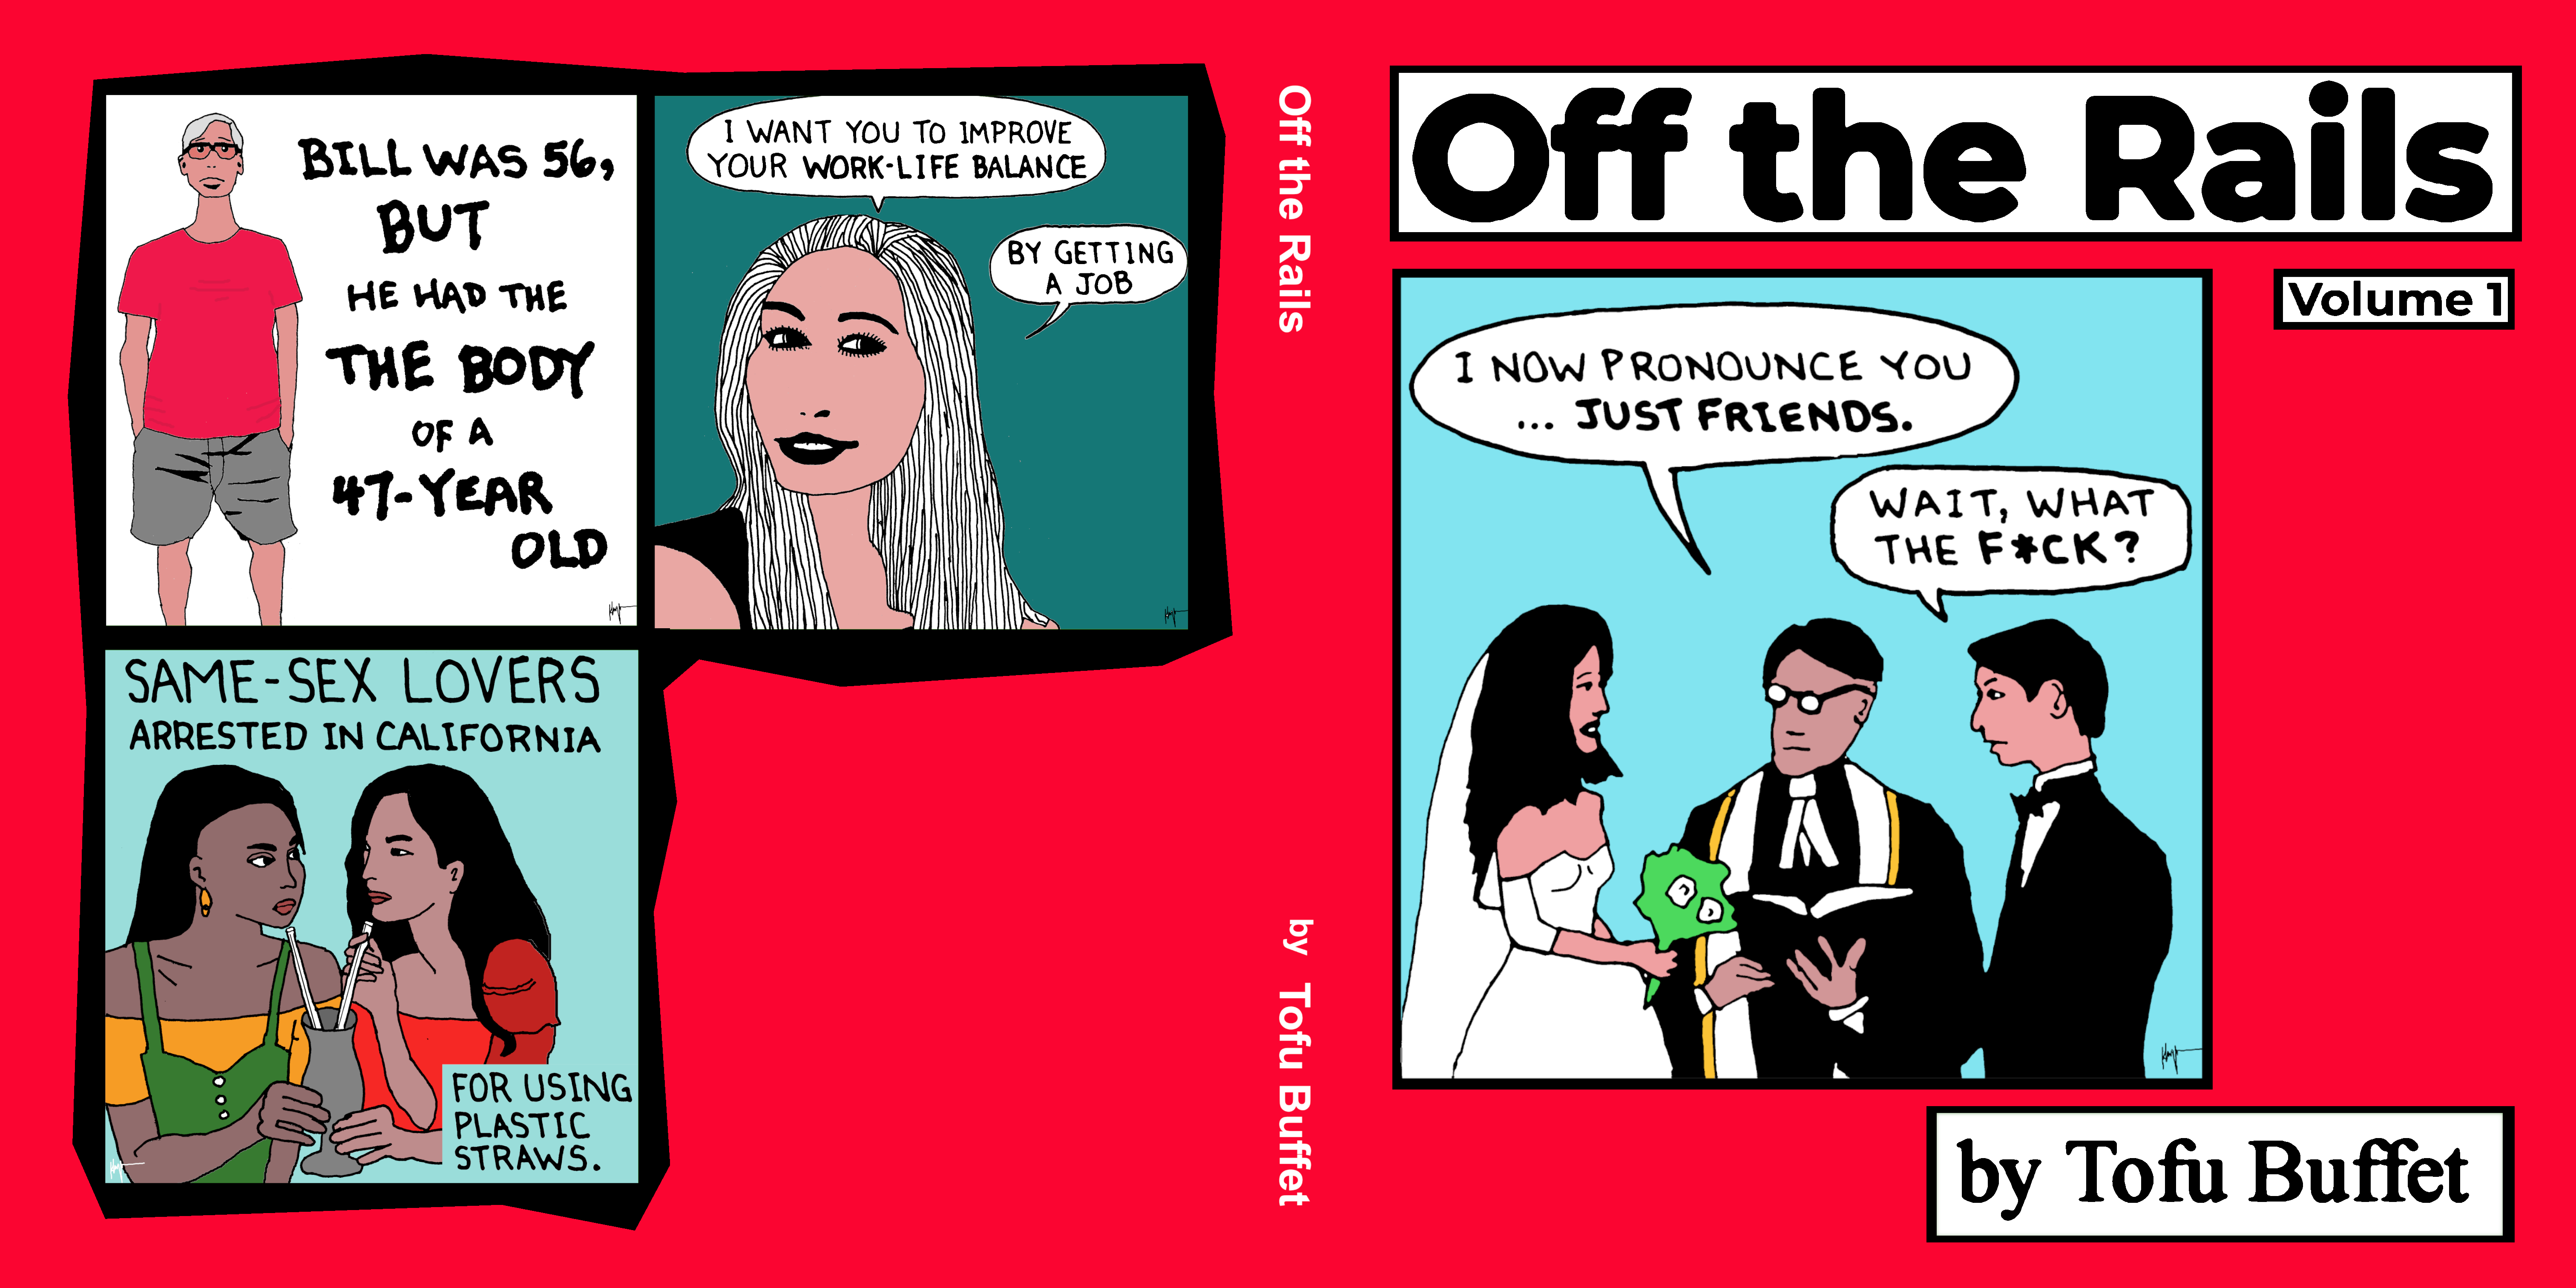 BILL WAS 56,
BUT
HE HAD THE
THE BODY
OF A
47-YEAR
OLD
I WANT YOU TO IMPROVE
YOUR WORK-LIFE BALANCE
BY GETTING
A JOB
SAME-SEX LOVERS
ARRESTED IN CALIFORNIA
FOR USING
PLASTIC
STRAWS.
Off the Rails
by Tofu Buffet
Off the Rails
Volume 1
I NOW PRONOUNCE YOU
... JUST FRIENDS.
WAIT, WHAT
THE F*CK?
by Tofu Buffet